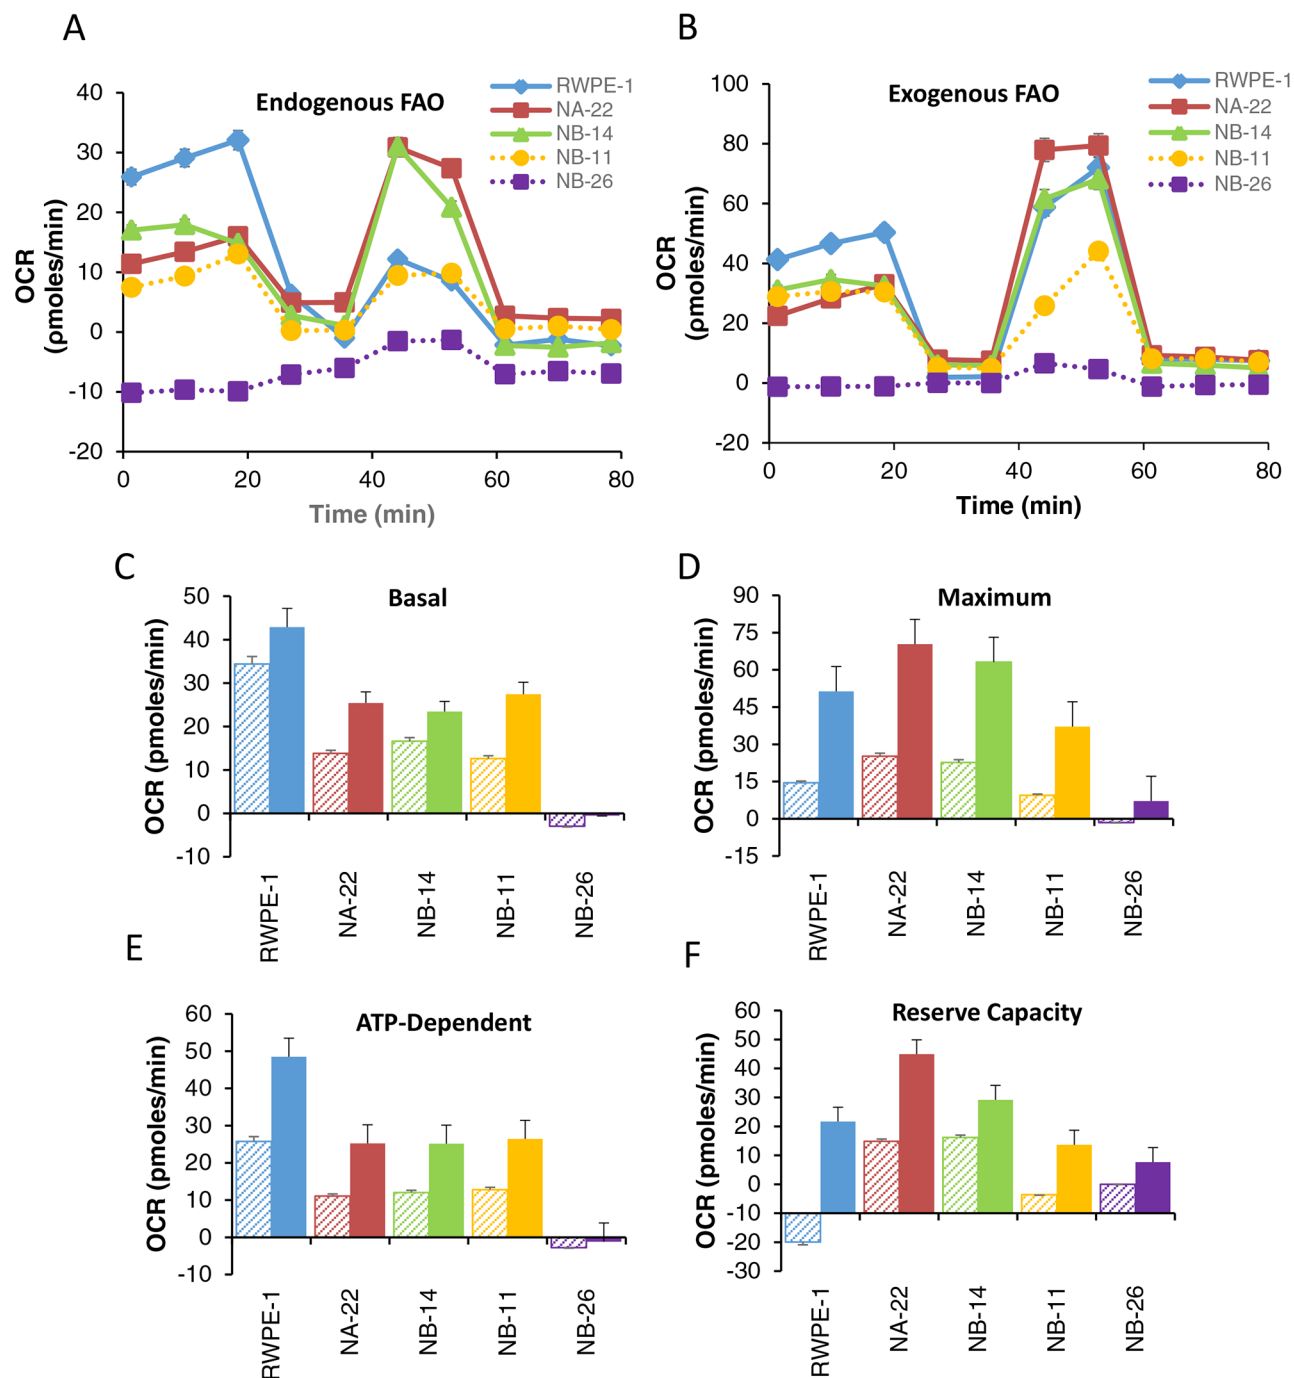 A
B
Endogenous FAO
RWPE-1
NA-22
NB-14
NB-11
NB-26
40
30
20
10
0
-10
-20
OCR
(pmoles/min)
0 20 40 60 80
Time (min)
Exogenous FAO
RWPE-1
NA-22
NB-14
NB-11
NB-26
100
80
60
40
20
0
-20
OCR
(pmoles/min)
0 20 40 60 80
Time (min)
C
Basal
50
40
30
20
10
0
-10
OCR (pmoles/min)
RWPE-1 NA-22 NB-14 NB-11 NB-26
D
Maximum
90
75
60
45
30
15
0
-15
OCR (pmoles/min)
RWPE-1 NA-22 NB-14 NB-11 NB-26
E
ATP-Dependent
60
50
40
30
20
10
0
-10
OCR (pmoles/min)
RWPE-1 NA-22 NB-14 NB-11 NB-26
F
Reserve Capacity
60
50
40
30
20
10
0
-10
-20
-30
OCR (pmoles/min)
RWPE-1 NA-22 NB-14 NB-11 NB-26